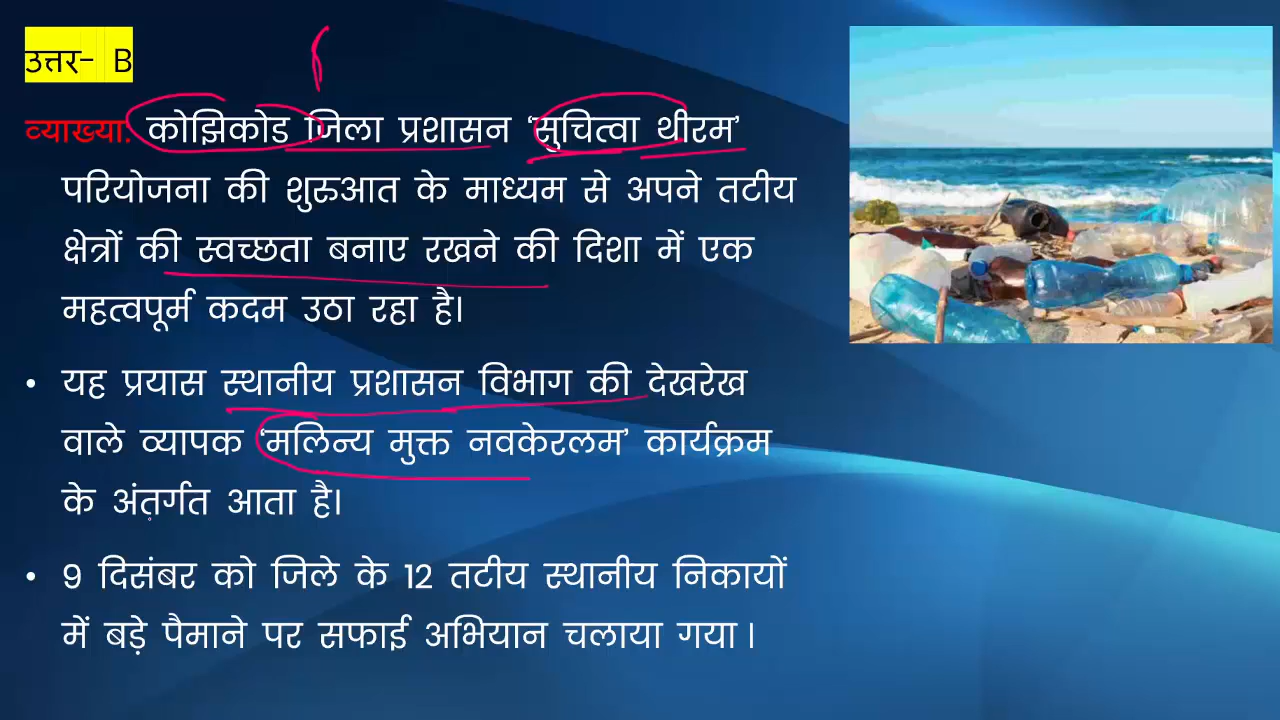 उत्तर- B
व्याख्या. कोझिकोड जिला प्रशासन ‘सुचित्वा थीरम’
परियोजना की शुरुआत के माध्यम से अपने तटीय
क्षेत्रों की स्वच्छता बनाए रखने की दिशा में एक
महत्वपूर्म कदम उठा रहा है।
• यह प्रयास स्थानीय प्रशासन विभाग की देखरेख
वाले व्यापक ‘मलिन्य मुक्त नवकेरलम’ कार्यक्रम
के अंत़र्गत आता है।
• 9 दिसंबर को जिले के 12 तटीय स्थानीय निकायों
में बड़े पैमाने पर सफाई अभियान चलाया गया ।